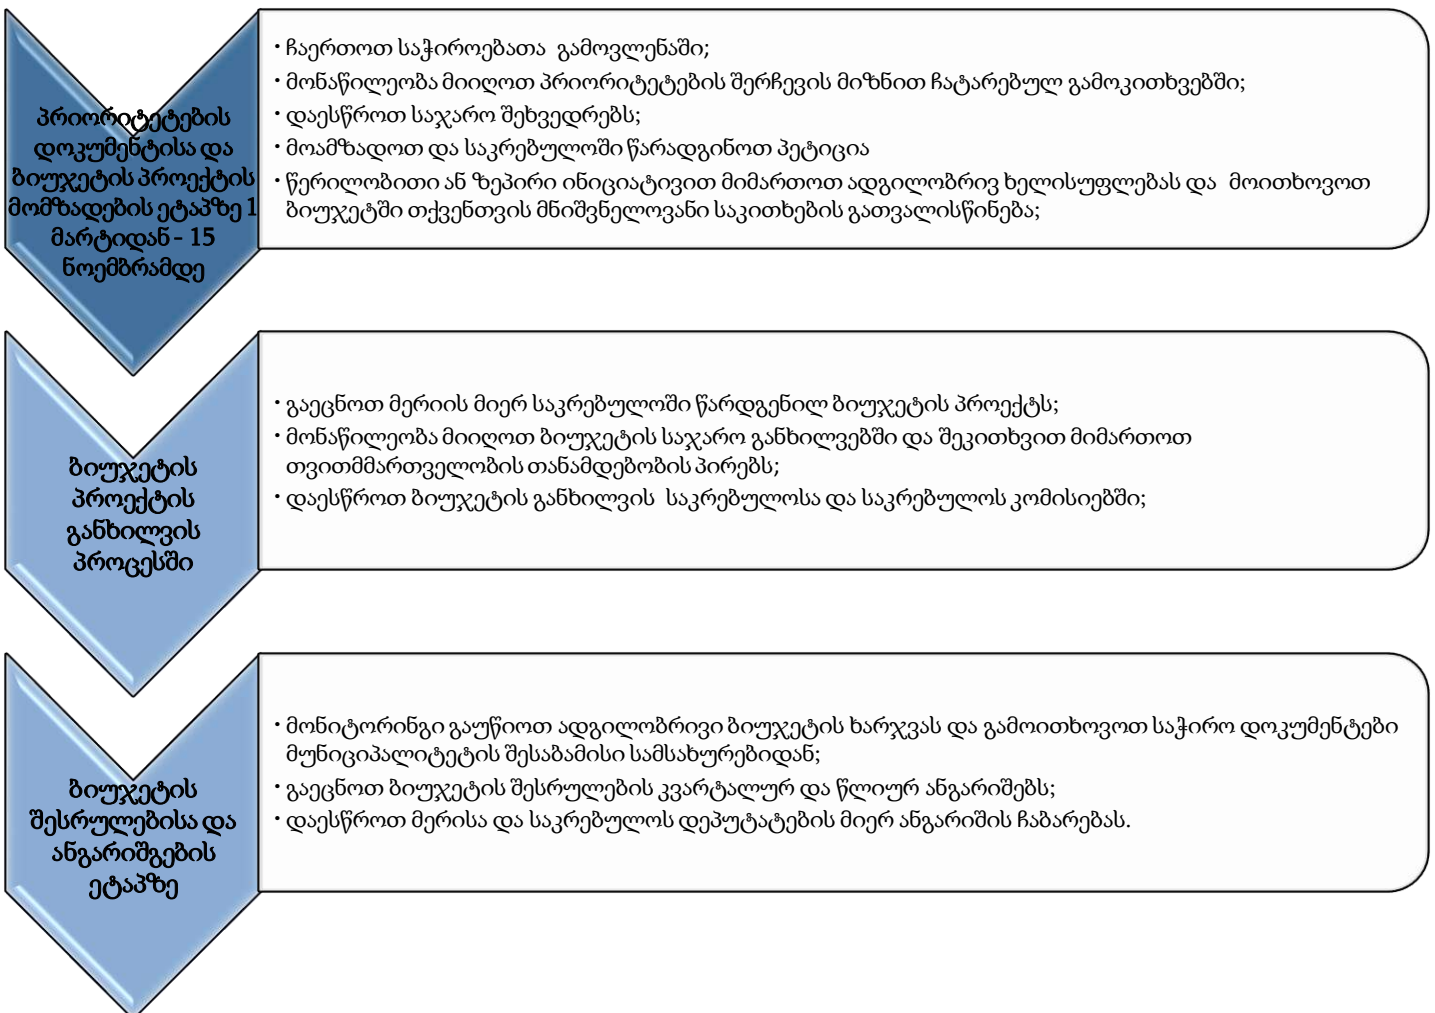 პრიორიტეტების
დოკუმენტისა და
ბიუჯეტის პროექტის
მომზადების ეტაპზე 1
მარტიდან - 15
ნოემბრამდე
· ჩაერთოთ საჭიროებათა გამოვლენაში;
· მონაწილეობა მიიღოთ პრიორიტეტების შერჩევის მიზნით ჩატარებულ გამოკითხვებში;
· დაესწროთ საჯარო შეხვედრებს;
· მოამზადოთ და საკრებულოში წარადგინოთ პეტიცია
· წერილობითი ან ზეპირი ინიციატივით მიმართოთ ადგილობრივ ხელისუფლებას და მოითხოვოთ
ბიუჯეტში თქვენთვის მნიშვნელოვანი საკითხების გათვალისწინება;
ბიუჯეტის
პროექტის
განხილვის
პროცესში
· გაეცნოთ მერიის მიერ საკრებულოში წარდგენილ ბიუჯეტის პროექტს;
· მონაწილეობა მიიღოთ ბიუჯეტის საჯარო განხილვებში და შეკითხვით მიმართოთ
თვითმმართველობის თანამდებობის პირებს;
· დაესწროთ ბიუჯეტის განხილვის საკრებულოსა და საკრებულოს კომისიებში;
ბიუჯეტის
შესრულებისა და
ანგარიშგების
ეტაპზე
· მონიტორინგი გაუწიოთ ადგილობრივი ბიუჯეტის ხარჯვას და გამოითხოვოთ საჭირო დოკუმენტები
მუნიციპალიტეტის შესაბამისი სამსახურებიდან;
· გაეცნოთ ბიუჯეტის შესრულების კვარტალურ და წლიურ ანგარიშებს;
· დაესწროთ მერისა და საკრებულოს დეპუტატების მიერ ანგარიშის ჩაბარებას.